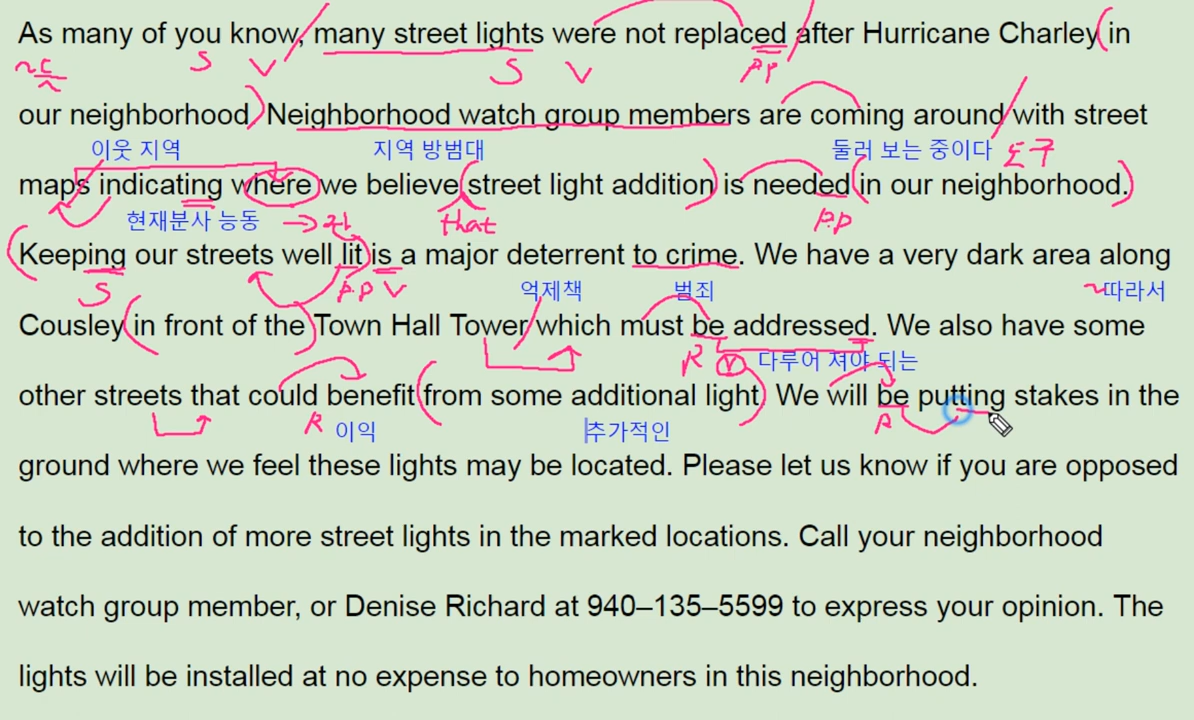 As many of you know, many street lights were not replaced after Hurricane Charley in
~듯
S V S V P.P
our neighborhood. Neighborhood watch group members are coming around with street
이웃 지역 지역 방범대 둘러 보는 중이다 도구
maps indicating where we believe street light addition is needed in our neighborhood.
현재분사 능동 that P.P
Keeping our streets well lit is a major deterrent to crime. We have a very dark area along
S P.P V 억제책 범죄 ~따라서
Cousley in front of the Town Hall Tower which must be addressed. We also have some
R V 다루어 져야 되는
other streets that could benefit from some additional light. We will be putting stakes in the
R 이익 추가적인 R
ground where we feel these lights may be located. Please let us know if you are opposed
to the addition of more street lights in the marked locations. Call your neighborhood
watch group member, or Denise Richard at 940–135–5599 to express your opinion. The
lights will be installed at no expense to homeowners in this neighborhood.